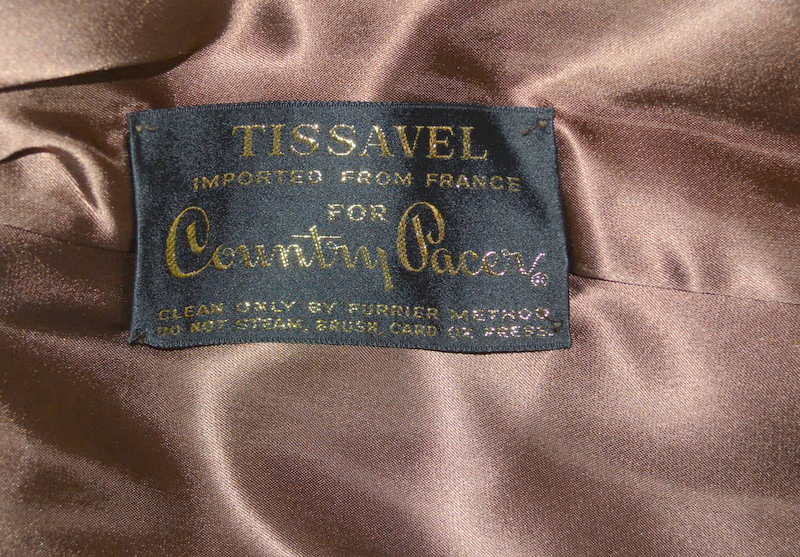 TISSAVEL
IMPORTED FROM FRANCE
FOR
Country Pacer ®
CLEAN ONLY BY FURRIER METHOD
DO NOT STEAM, BRUSH, CARD OR PRESS